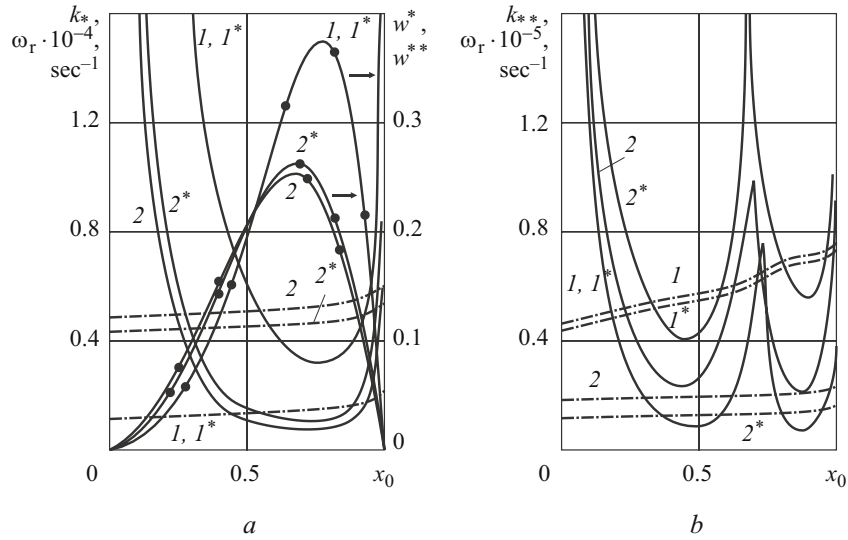 k*, w*,
ωr · 10–4, w**
sec–1
1, 1* 1, 1*
1.2 0.3
2*
2 2* 2
0.8 0.2
2 2*
0.4 0.1
1, 1*
0
0 0.5 x0
a
k**,
ωr · 10–5,
sec–1
1.2
2
2*
0.8
1, 1* 1
1*
0.4
2
2*
0 0.5 x0
b